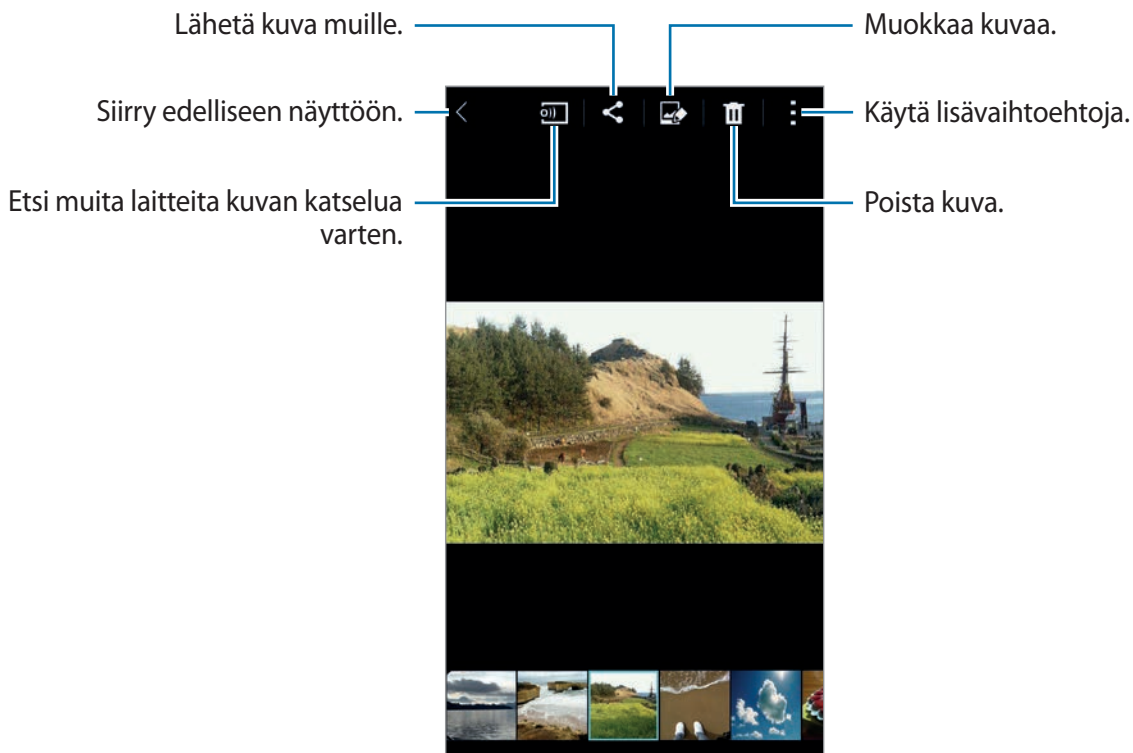 Lähetä kuva muille.
Muokkaa kuvaa.
Siirry edelliseen näyttöön.
Käytä lisävaihtoehtoja.
Etsi muita laitteita kuvan katselua
varten.
Poista kuva.